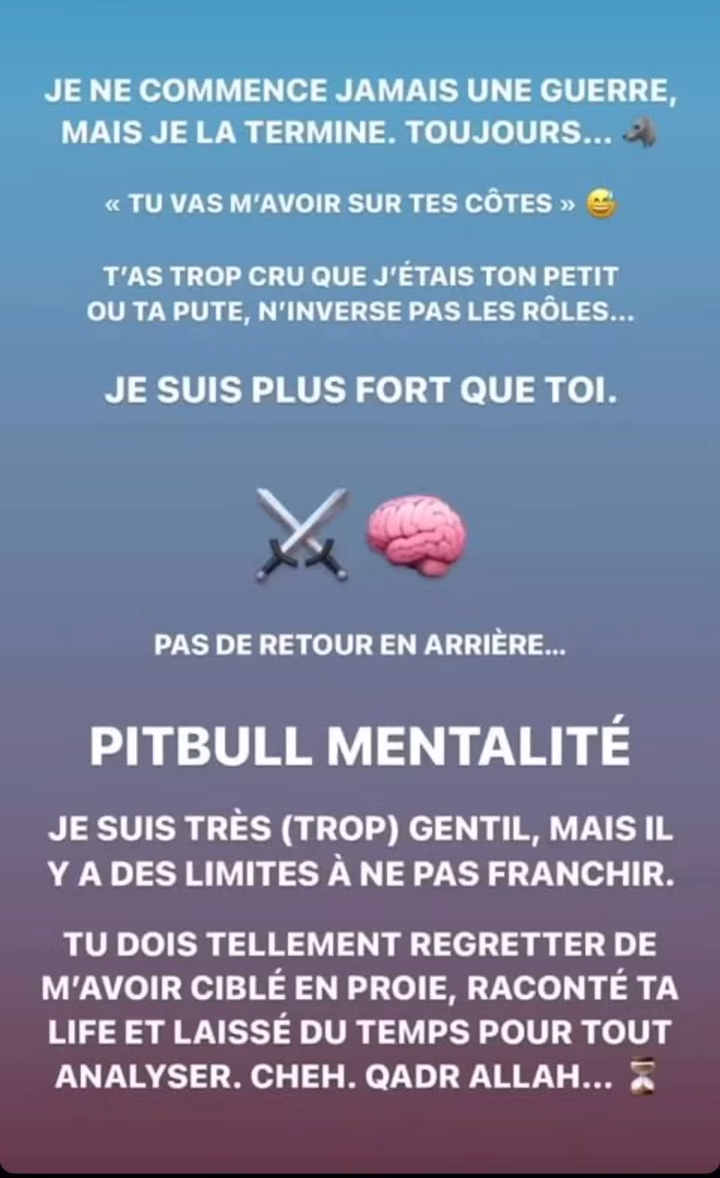 JE NE COMMENCE JAMAIS UNE GUERRE,
MAIS JE LA TERMINE. TOUJOURS... 🐺
« TU VAS M'AVOIR SUR TES CÔTES » 😅
T'AS TROP CRU QUE J'ÉTAIS TON PETIT
OU TA PUTE, N'INVERSE PAS LES RÔLES...
JE SUIS PLUS FORT QUE TOI.
⚔️🧠
PAS DE RETOUR EN ARRIÈRE...
PITBULL MENTALITÉ
JE SUIS TRÈS (TROP) GENTIL, MAIS IL
Y A DES LIMITES À NE PAS FRANCHIR.
TU DOIS TELLEMENT REGRETTER DE
M'AVOIR CIBLÉ EN PROIE, RACONTÉ TA
LIFE ET LAISSÉ DU TEMPS POUR TOUT
ANALYSER. CHEH. QADR ALLAH... ⏳